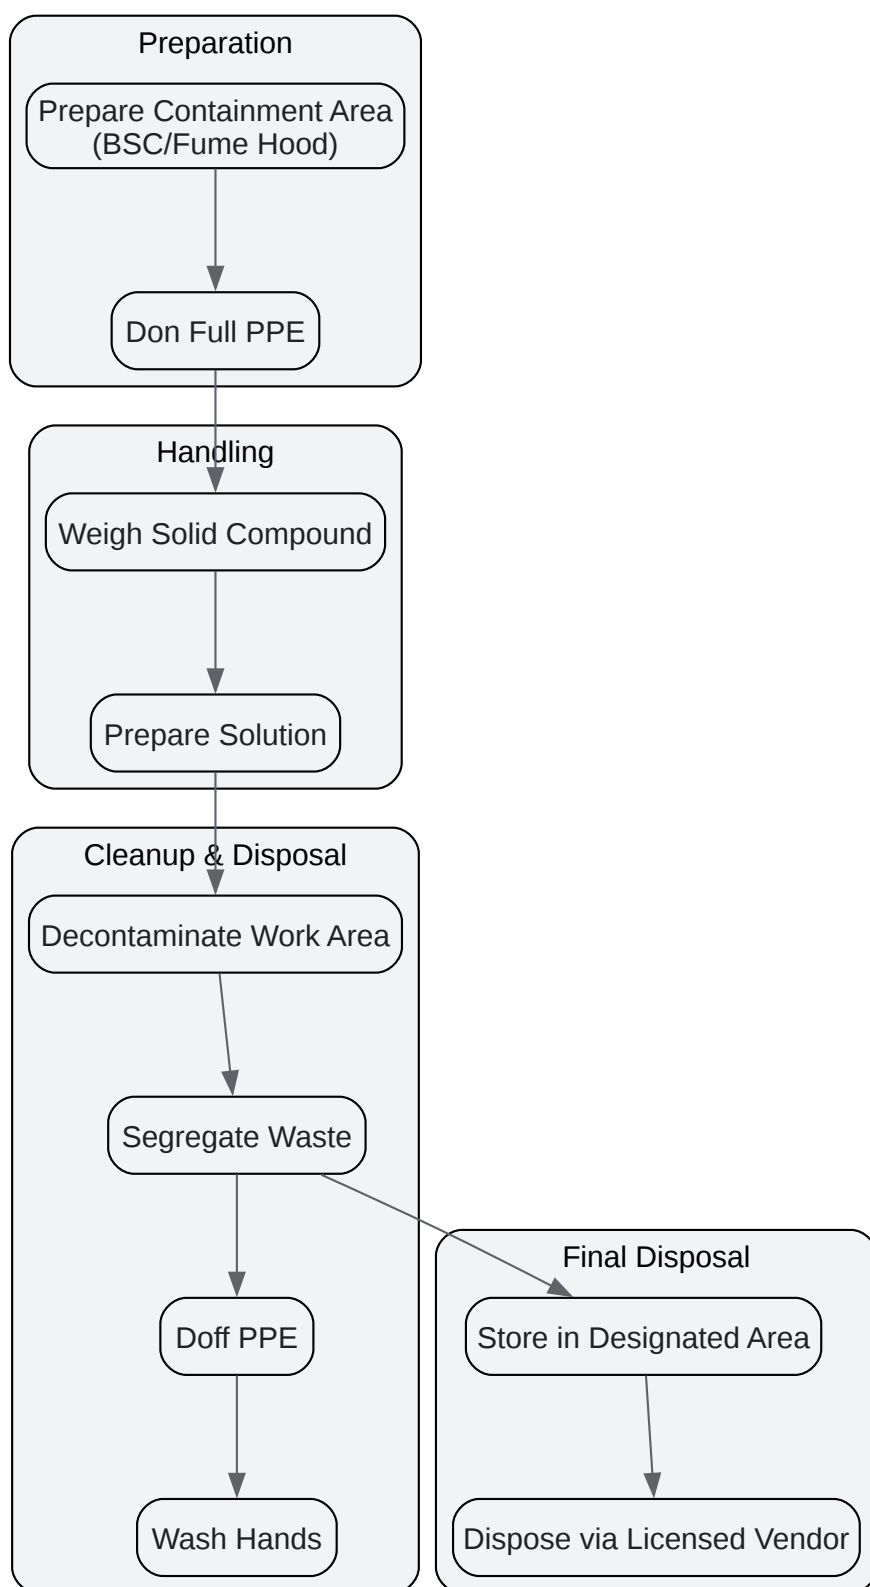 Preparation
Prepare Containment Area
(BSC/Fume Hood)
Don Full PPE
Handling
Weigh Solid Compound
Prepare Solution
Cleanup & Disposal
Decontaminate Work Area
Segregate Waste
Final Disposal
Doff PPE
Store in Designated Area
Wash Hands
Dispose via Licensed Vendor